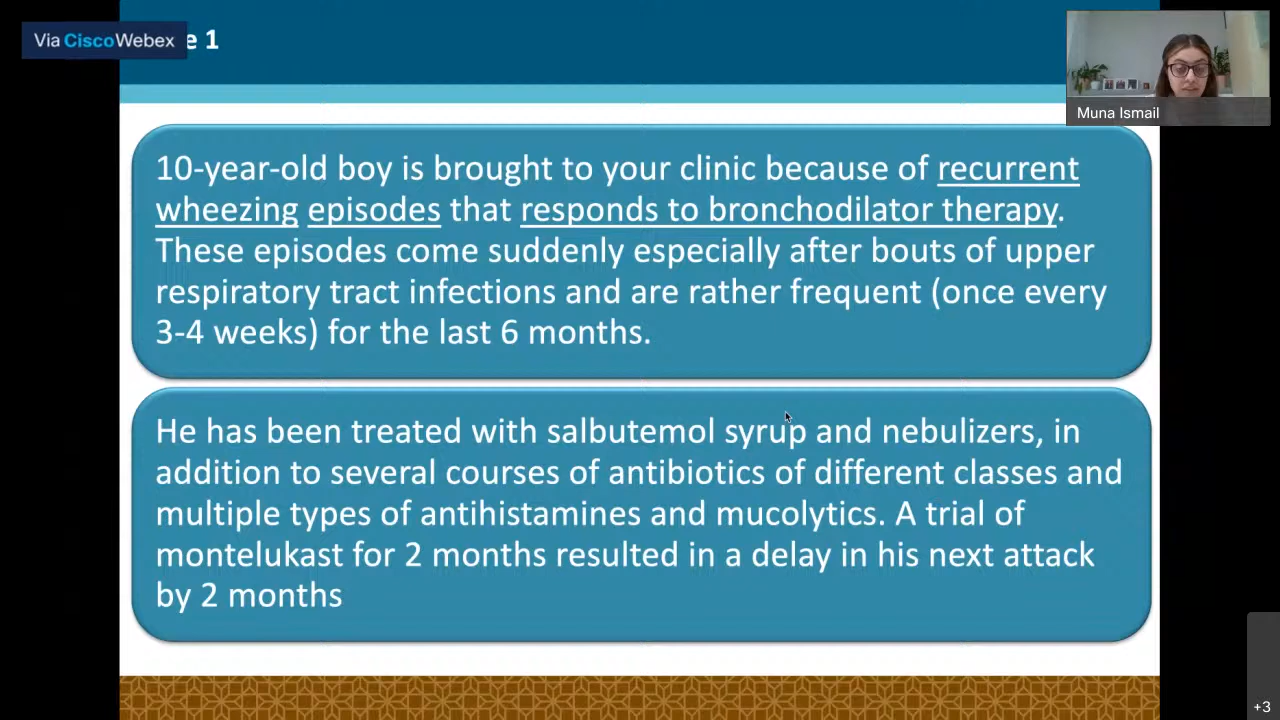 Via CiscoWebex
e 1
Muna Ismail
10-year-old boy is brought to your clinic because of recurrent
wheezing episodes that responds to bronchodilator therapy.
These episodes come suddenly especially after bouts of upper
respiratory tract infections and are rather frequent (once every
3-4 weeks) for the last 6 months.
He has been treated with salbutemol syrup and nebulizers, in
addition to several courses of antibiotics of different classes and
multiple types of antihistamines and mucolytics. A trial of
montelukast for 2 months resulted in a delay in his next attack
by 2 months
+3